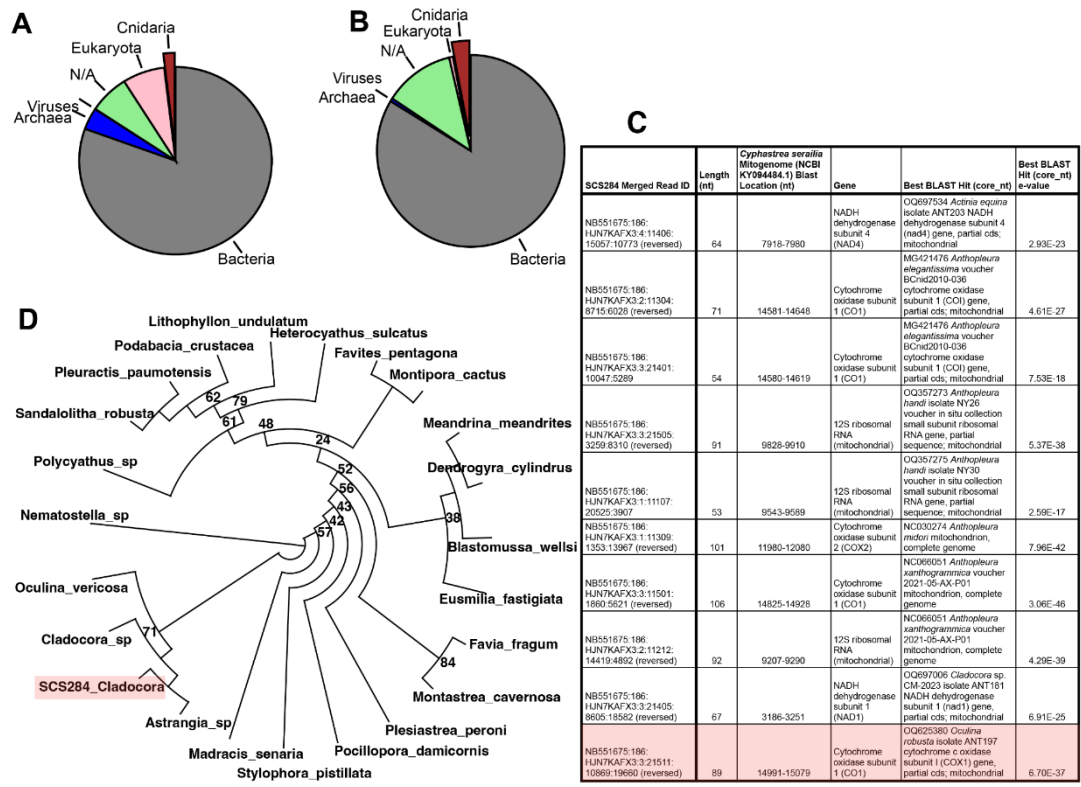 A
Cnidaria
Eukaryota
N/A
Viruses
Archaea
Bacteria
B
Cnidaria
Eukaryota
N/A
Viruses
Archaea
Bacteria
C
SCS284 Merged Read ID
Length
(nt)
Cyphastrea serailia
Mitogenome (NCBI
KY094484.1) Blast
Location (nt)
Gene
Best BLAST Hit (core_nt)
Best BLAST
Hit (core_nt)
e-value
NB551675:186:
HJN7KAFX3:4:11406:
15057:10773 (reversed)
64
7918-7980
NADH
dehydrogenase
subunit 4
(NAD4)
OQ697534 Actinia equina
isolate ANT203 NADH
dehydrogenase subunit 4
(nad4) gene, partial cds;
mitochondrial
2.93E-23
NB551675:186:
HJN7KAFX3:2:11304:
8715:6028 (reversed)
71
14581-14648
Cytochrome
oxidase subunit
1 (CO1)
MG421476 Anthopleura
elegantissima voucher
BCnid2010-036
cytochrome oxidase
subunit 1 (COI) gene,
partial cds; mitochondrial
4.61E-27
NB551675:186:
HJN7KAFX3:3:21401:
10047:5289
54
14580-14619
Cytochrome
oxidase subunit
1 (CO1)
MG421476 Anthopleura
elegantissima voucher
BCnid2010-036
cytochrome oxidase
subunit 1 (COI) gene,
partial cds; mitochondrial
7.53E-18
NB551675:186:
HJN7KAFX3:3:21505:
3259:8310 (reversed)
91
9828-9910
12S ribosomal
RNA
(mitochondrial)
OQ357273 Anthopleura
handi isolate NY26
voucher in situ collection
small subunit ribosomal
RNA gene, partial
sequence; mitochondrial
5.37E-38
NB551675:186:
HJN7KAFX3:1:11107:
20525:3907
53
9543-9589
12S ribosomal
RNA
(mitochondrial)
OQ357275 Anthopleura
handi isolate NY30
voucher in situ collection
small subunit ribosomal
RNA gene, partial
sequence; mitochondrial
2.59E-17
NB551675:186:
HJN7KAFX3:1:11309:
1353:13967 (reversed)
101
11980-12080
Cytochrome
oxidase subunit
2 (COX2)
NC030274 Anthopleura
midori mitochondrion,
complete genome
7.96E-42
NB551675:186:
HJN7KAFX3:3:11501:
1860:5621 (reversed)
106
14825-14928
Cytochrome
oxidase subunit
1 (CO1)
NC066051 Anthopleura
xanthogrammica voucher
2021-05-AX-P01
mitochondrion, complete
genome
3.06E-46
NB551675:186:
HJN7KAFX3:2:11212:
14419:4892 (reversed)
92
9207-9290
12S ribosomal
RNA
(mitochondrial)
NC066051 Anthopleura
xanthogrammica voucher
2021-05-AX-P01
mitochondrion, complete
genome
4.29E-39
NB551675:186:
HJN7KAFX3:3:21405:
8605:18582 (reversed)
67
3186-3251
NADH
dehydrogenase
subunit 1
(NAD1)
OQ697006 Cladocora sp.
CM-2023 isolate ANT181
NADH dehydrogenase
subunit 1 (nad1) gene,
partial cds; mitochondrial
6.91E-25
NB551675:186:
HJN7KAFX3:3:21511:
10869:19660 (reversed)
89
14991-15079
Cytochrome
oxidase subunit
1 (CO1)
OQ625380 Oculina
robusta isolate ANT197
cytochrome c oxidase
subunit I (COX1) gene,
partial cds; mitochondrial
6.70E-37
D
Lithophyllon_undulatum
Heterocyathus_sulcatus
Podabacia_crustacea
Favites_pentagona
Pleuractis_paumotensis
Montipora_cactus
Sandalolitha_robusta
62
79
61
48
24
Meandrina_meandrites
Polycyathus_sp
52
Dendrogyra_cylindrus
56
43
Nematostella_sp
42
38
57
Blastomussa_wellsi
Oculina_vericosa
Eusmilia_fastigiata
Cladocora_sp
71
Favia_fragum
84
SCS284_Cladocora
Montastrea_cavernosa
Astrangia_sp
Plesiastrea_peroni
Madracis_senaria
Pocillopora_damicornis
Stylophora_pistillata